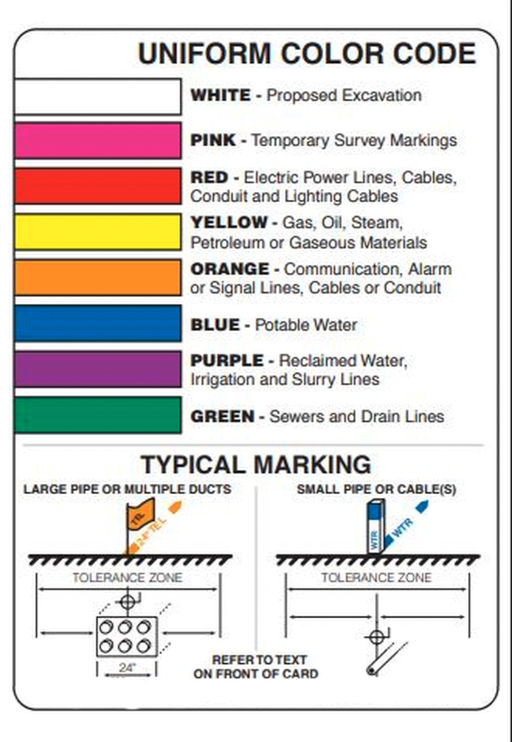 UNIFORM COLOR CODE
WHITE - Proposed Excavation
PINK - Temporary Survey Markings
RED - Electric Power Lines, Cables,
Conduit and Lighting Cables
YELLOW - Gas, Oil, Steam,
Petroleum or Gaseous Materials
ORANGE - Communication, Alarm
or Signal Lines, Cables or Conduit
BLUE - Potable Water
PURPLE - Reclaimed Water,
Irrigation and Slurry Lines
GREEN - Sewers and Drain Lines
TYPICAL MARKING
LARGE PIPE OR MULTIPLE DUCTS
TEL
24" TEL
TOLERANCE ZONE
24"
SMALL PIPE OR CABLE(S)
WTR
WTR
TOLERANCE ZONE
REFER TO TEXT
ON FRONT OF CARD